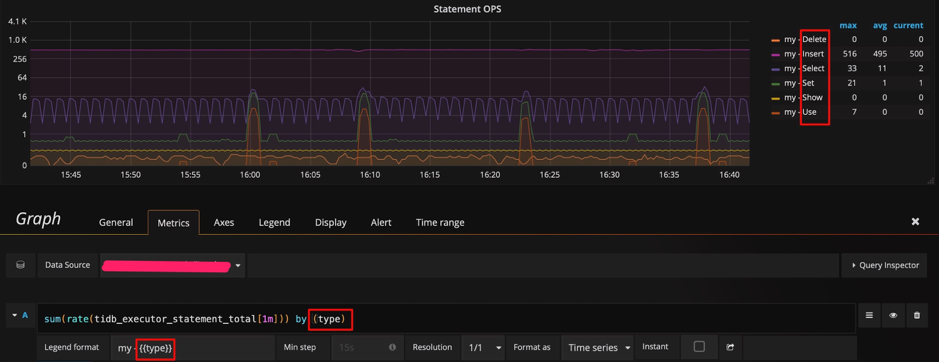 Statement OPS
4.1 K
1.0 K
256
64
16
4
1
0
15:45 15:50 15:55 16:00 16:05 16:10 16:15 16:20 16:25 16:30 16:35 16:40
max avg current
my - Delete 0 0 0
my - Insert 516 495 500
my - Select 33 11 2
my - Set 21 1 1
my - Show 0 0 0
my - Use 7 0 0
Graph General Metrics Axes Legend Display Alert Time range
Data Source Query Inspector
A sum(rate(tidb_executor_statement_total[1m])) by (type)
Legend format my - {{type}} Min step 15s Resolution 1/1 Format as Time series Instant